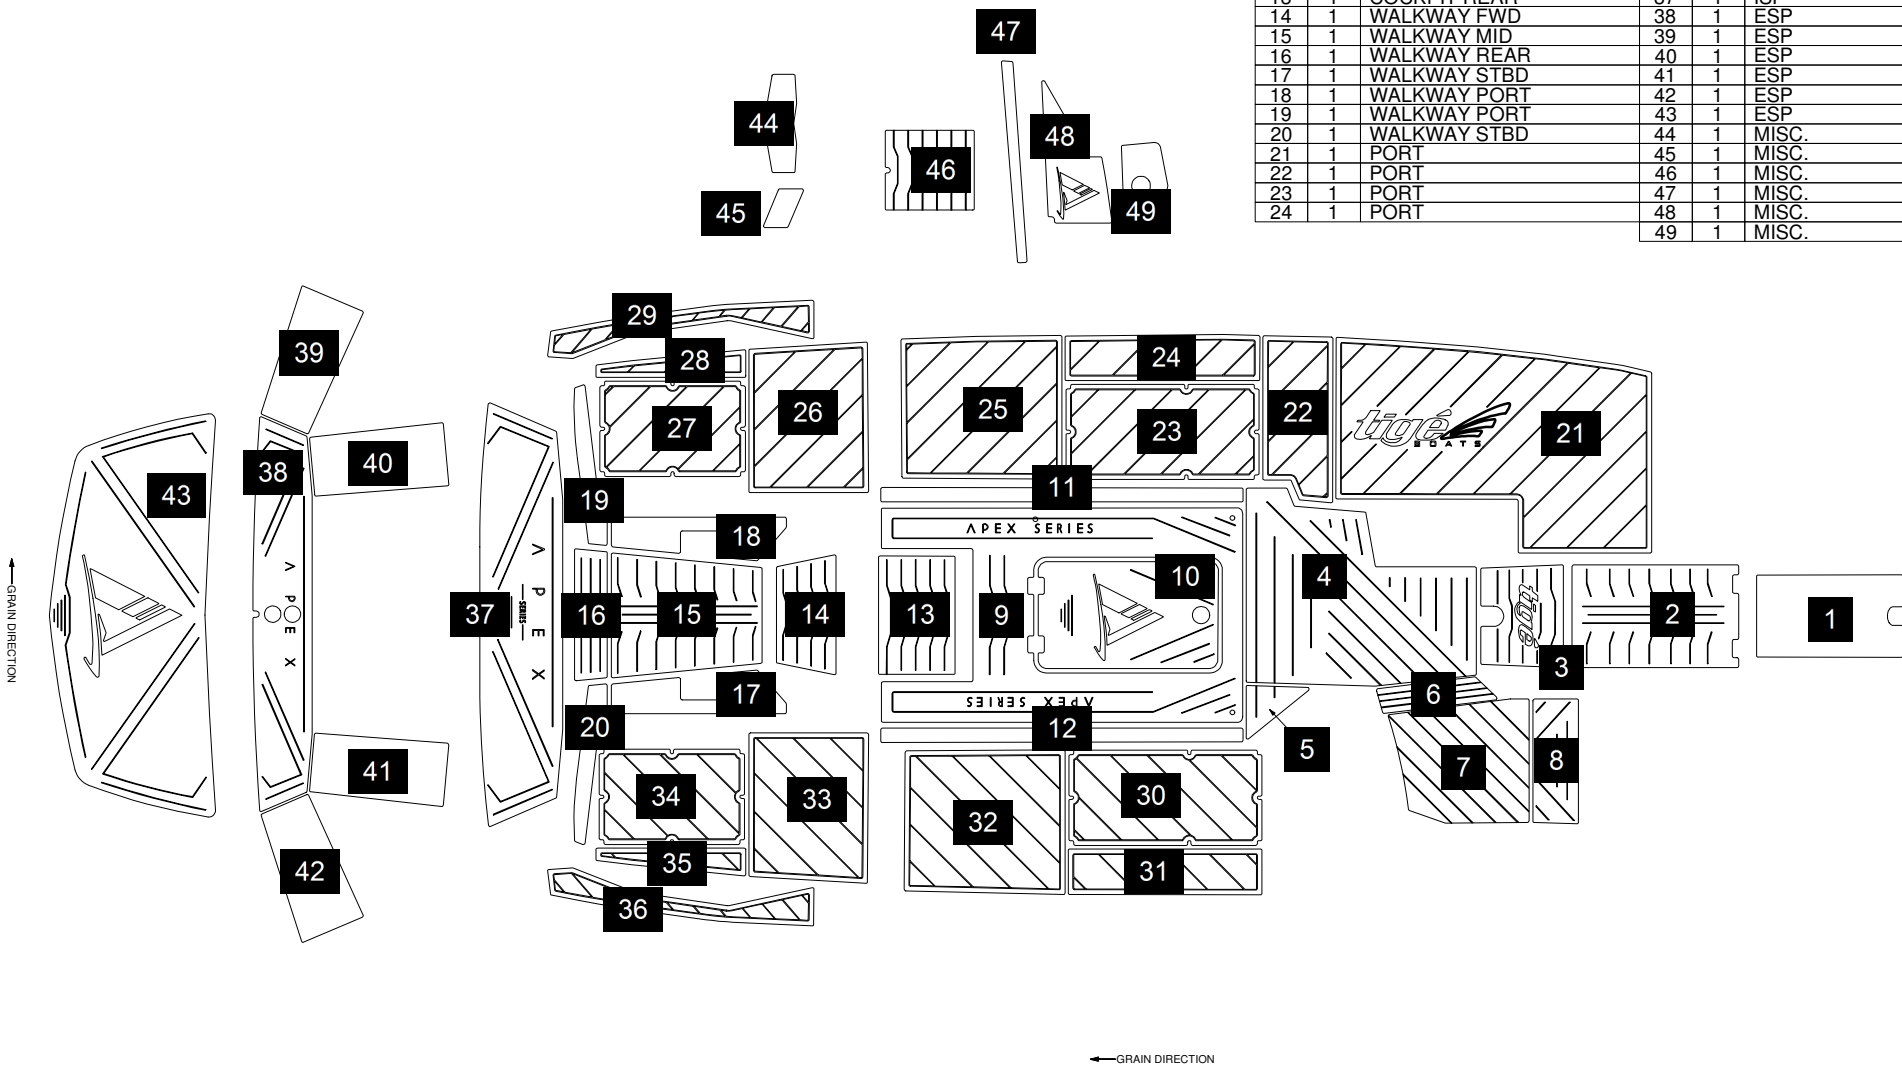 14 1 WALKWAY FWD 38 1 ESP
15 1 WALKWAY MID 39 1 ESP
16 1 WALKWAY REAR 40 1 ESP
17 1 WALKWAY STBD 41 1 ESP
18 1 WALKWAY PORT 42 1 ESP
19 1 WALKWAY PORT 43 1 ESP
20 1 WALKWAY STBD 44 1 MISC.
21 1 PORT 45 1 MISC.
22 1 PORT 46 1 MISC.
23 1 PORT 47 1 MISC.
24 1 PORT 48 1 MISC.
49 1 MISC.
47
44
48
46
45
49
29
39
28
24
25
26
22
23
27
21
tigé
BOATS
40
38
43
11
19
APEX SERIES
18
10
4
37
APEX
SERIES
16
15
14
13
9
APEX
tigé
2
1
3
17
6
APEX SERIES
12
20
5
8
7
41
34
33
30
32
35
31
42
36
GRAIN DIRECTION
GRAIN DIRECTION